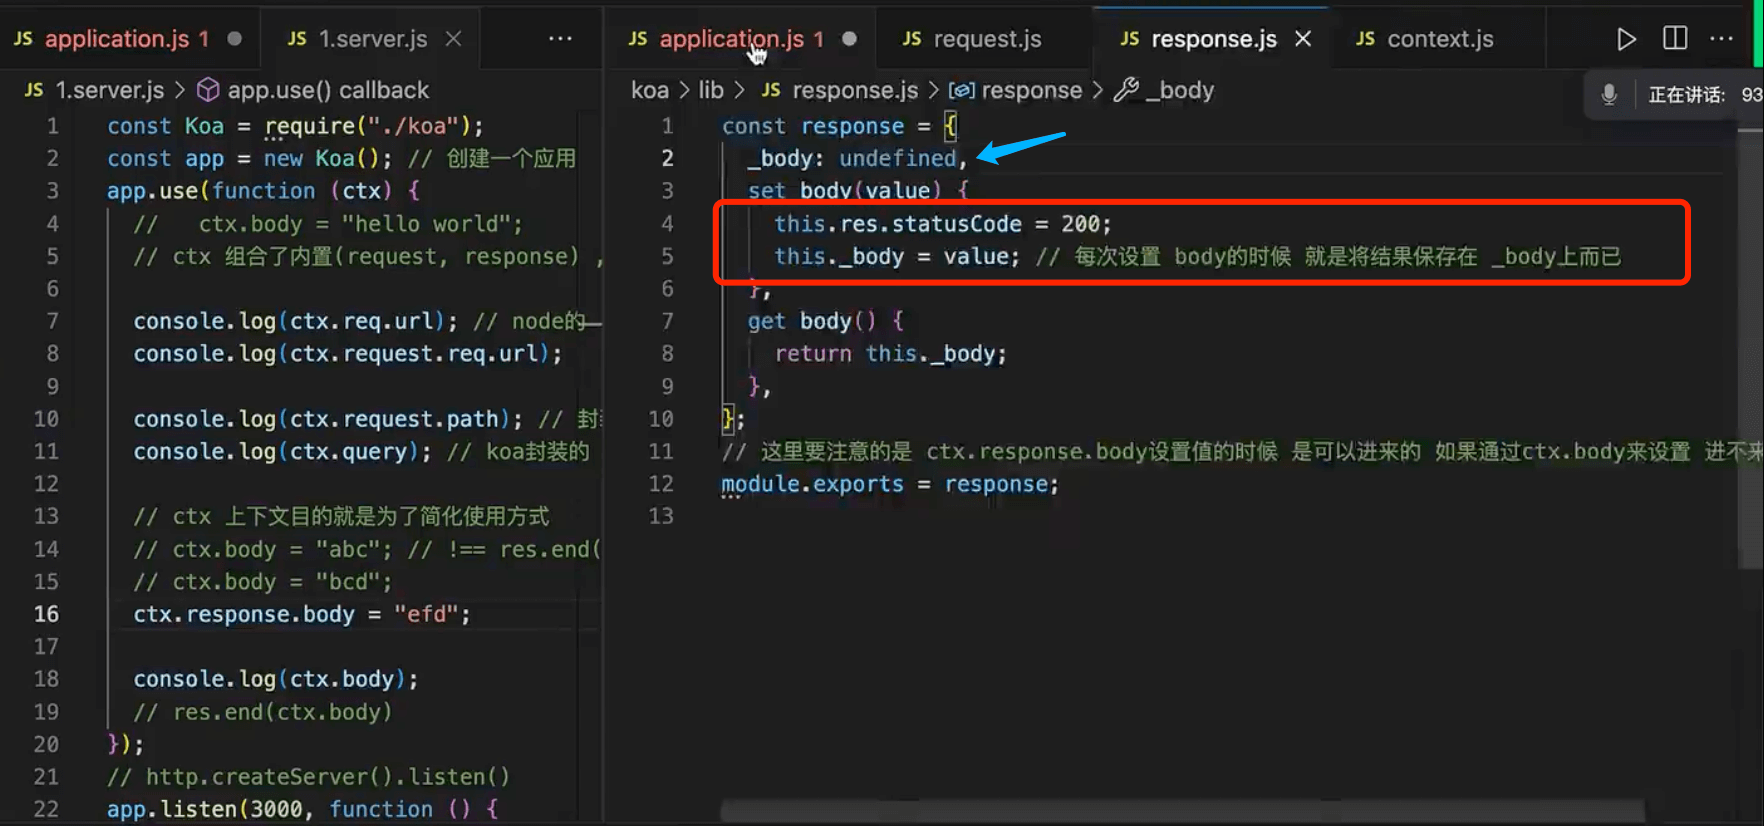 JS application.js 1
JS 1.server.js
JS 1.server.js > app.use() callback
1 const Koa = require("./koa");
2 const app = new Koa(); // 创建一个应用
3 app.use(function (ctx) {
4 //   ctx.body = "hello world";
5 // ctx 组合了内置(request, response) ,
6
7 console.log(ctx.req.url); // node的
8 console.log(ctx.request.req.url);
9
10 console.log(ctx.request.path); // 封
11 console.log(ctx.query); // koa封装的
12
13 // ctx 上下文目的就是为了简化使用方式
14 // ctx.body = "abc"; // !== res.end(
15 // ctx.body = "bcd";
16 ctx.response.body = "efd";
17
18 console.log(ctx.body);
19 // res.end(ctx.body)
20 });
21 // http.createServer().listen()
22 app.listen(3000, function () {
JS application.js 1
JS request.js
JS response.js
JS context.js
koa > lib > JS response.js > response > _body
正在讲话: 93
1 const response = {
2 _body: undefined,
3 set body(value) {
4 this.res.statusCode = 200;
5 this._body = value; // 每次设置 body的时候 就是将结果保存在 _body上而已
6 },
7 get body() {
8 return this._body;
9 },
10 };
11 // 这里要注意的是 ctx.response.body设置值的时候 是可以进来的 如果通过ctx.body来设置 进不来
12 module.exports = response;
13